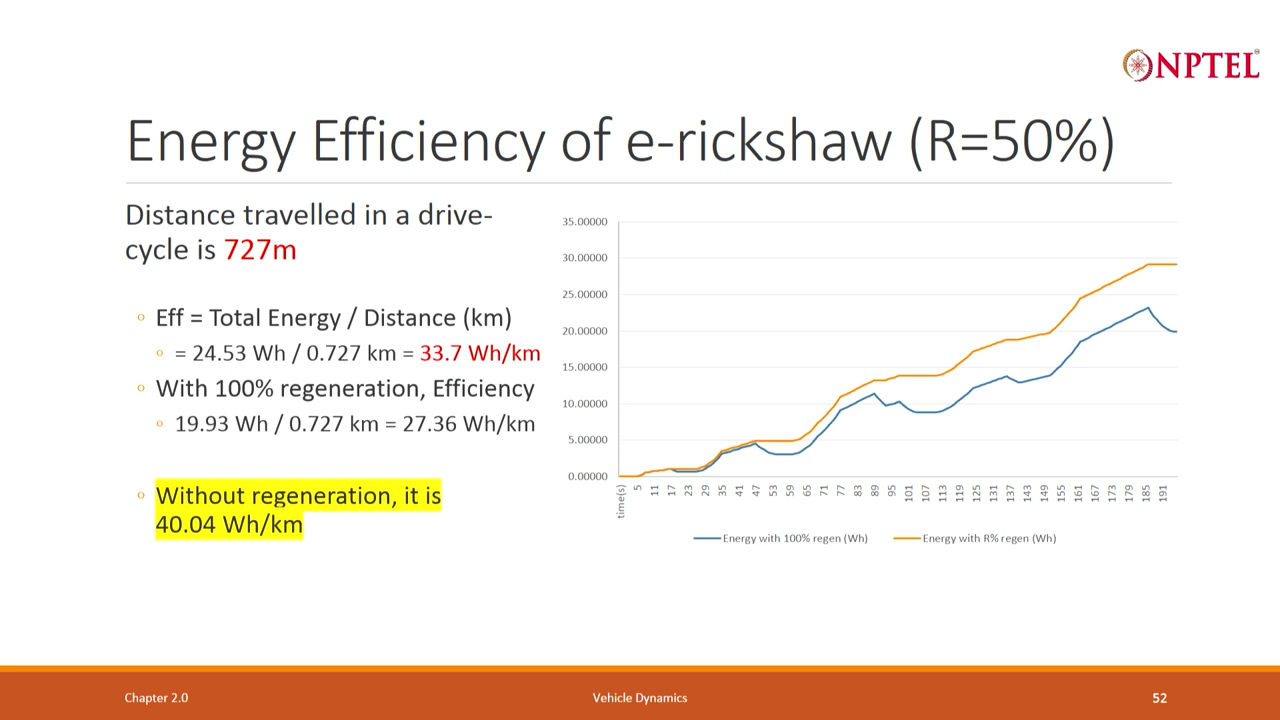 NPTEL
Energy Efficiency of e-rickshaw (R=50%)
Distance travelled in a drive-
cycle is 727m
Eff = Total Energy / Distance (km)
= 24.53 Wh / 0.727 km = 33.7 Wh/km
With 100% regeneration, Efficiency
19.93 Wh / 0.727 km = 27.36 Wh/km
Without regeneration, it is
40.04 Wh/km
35.00000
30.00000
25.00000
20.00000
15.00000
10.00000
5.00000
0.00000
time(s) 5 11 17 23 29 35 41 47 53 59 65 71 77 83 89 95 101 107 113 119 125 131 137 143 149 155 161 167 173 179 185 191
Energy with 100% regen (Wh) Energy with R% regen (Wh)
Chapter 2.0 Vehicle Dynamics 52